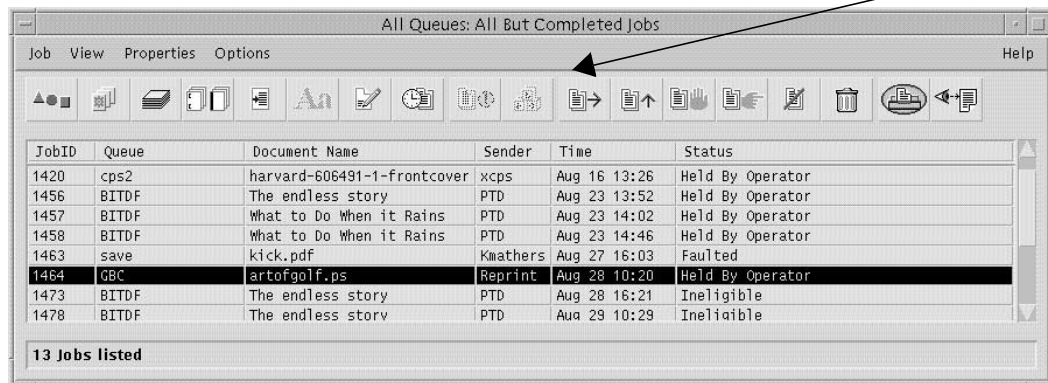 All Queues: All But Completed Jobs
Job View Properties Options Help
JobID Queue Document Name Sender Time Status
1420 cps2 harvard-606491-1-frontcover xcps Aug 16 13:26 Held By Operator
1456 BITDF The endless story PTD Aug 23 13:52 Held By Operator
1457 BITDF What to Do When it Rains PTD Aug 23 14:02 Held By Operator
1458 BITDF What to Do When it Rains PTD Aug 23 14:46 Held By Operator
1463 save kick.pdf Kmathers Aug 27 16:03 Faulted
1464 GBC artofgolf.ps Reprint Aug 28 10:20 Held By Operator
1473 BITDF The endless story PTD Aug 28 16:21 Ineligible
1478 BITDF The endless story PTD Aug 29 10:29 Ineligible
13 Jobs listed